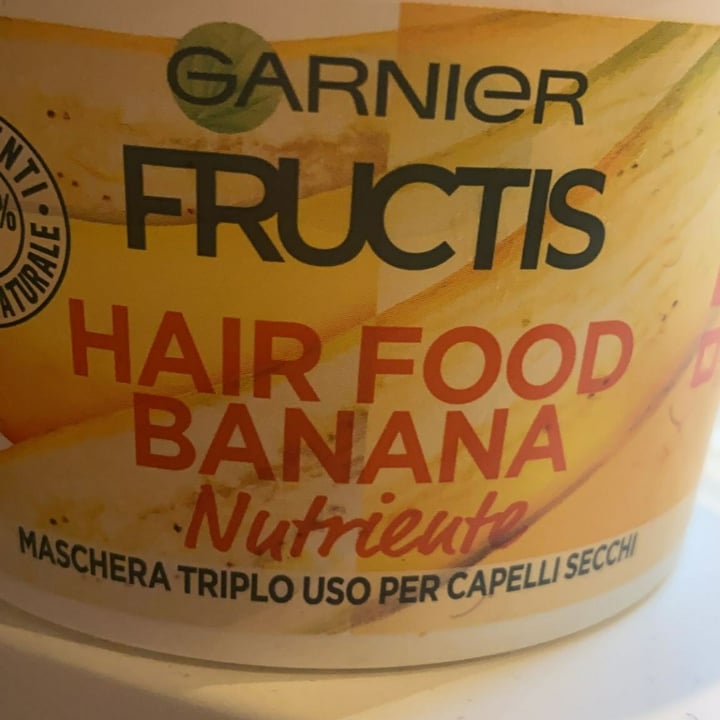 GARNIER
FRUCTIS
HAIR FOOD
BANANA
Nutriente
MASCHERA TRIPLO USO PER CAPELLI SECCHI